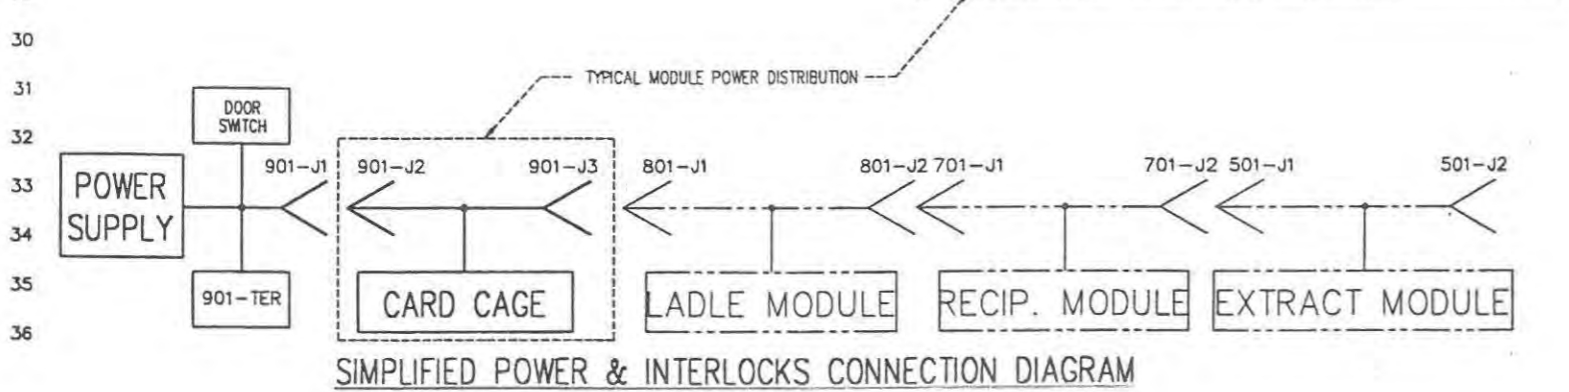 30
TYPICAL MODULE POWER DISTRIBUTION
31
DOOR
SWITCH
32
901-J1 901-J2 901-J3 801-J1 801-J2 701-J1 701-J2 501-J1 501-J2
33
POWER
SUPPLY
34
35
901-TER
CARD CAGE
LADLE MODULE
RECIP. MODULE
EXTRACT MODULE
36
SIMPLIFIED POWER & INTERLOCKS CONNECTION DIAGRAM